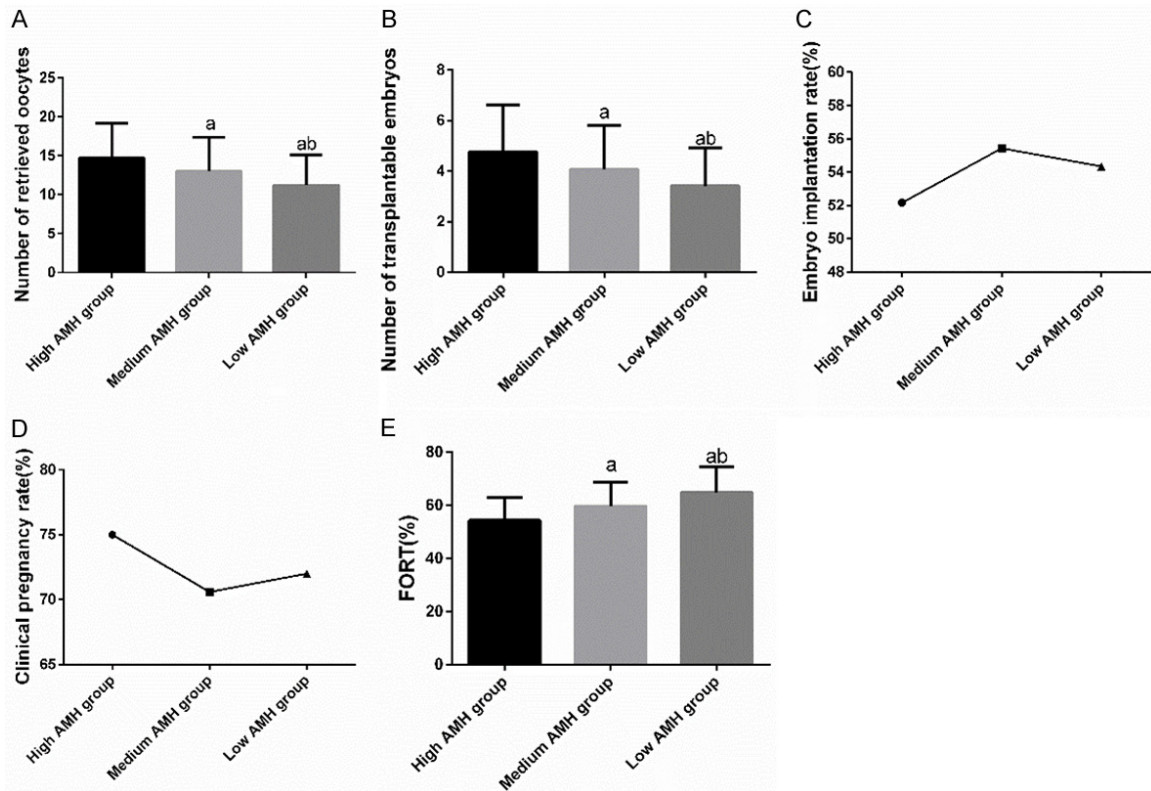 A
Number of retrieved oocytes
25
20
15
10
5
0
a
ab
High AMH group
Medium AMH group
Low AMH group
B
Number of transplantable embryos
8
6
4
2
0
a
ab
High AMH group
Medium AMH group
Low AMH group
C
Embryo implantation rate(%)
60
58
56
54
52
50
48
High AMH group
Medium AMH group
Low AMH group
D
Clinical pregnancy rate(%)
80
75
70
65
High AMH group
Medium AMH group
Low AMH group
E
FORT(%)
80
60
40
20
0
a
ab
High AMH group
Medium AMH group
Low AMH group